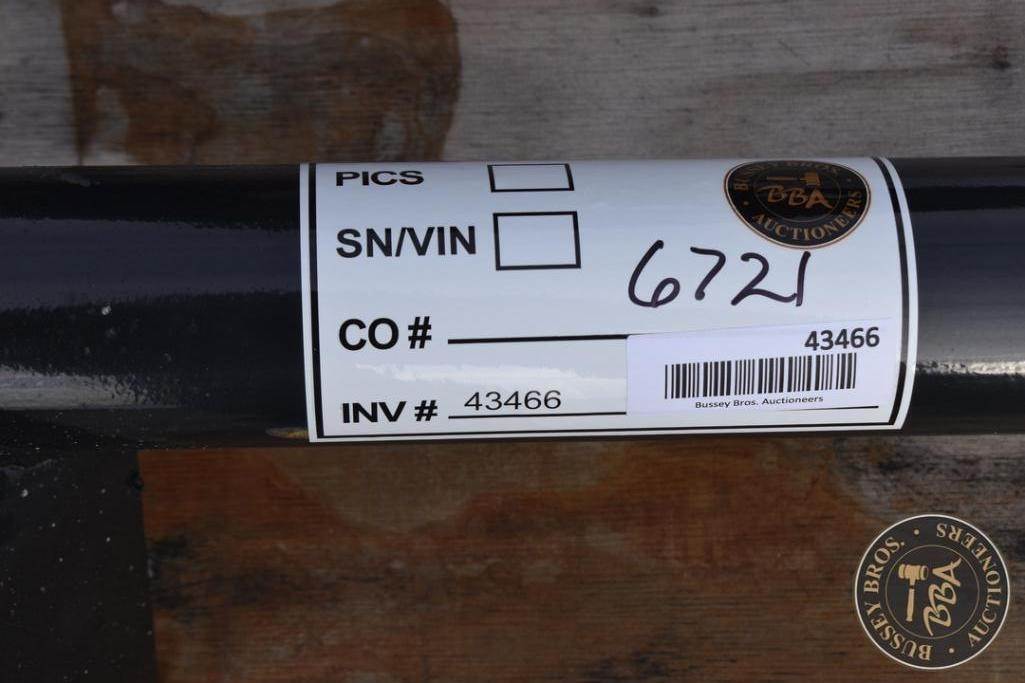 PICS
BUSSEY BROS. • AUCTIONEERS •
BBA
SN/VIN
6721
CO #
43466
INV # 43466
Bussey Bros. Auctioneers
BUSSEY BROS. • AUCTIONEERS •
BBA